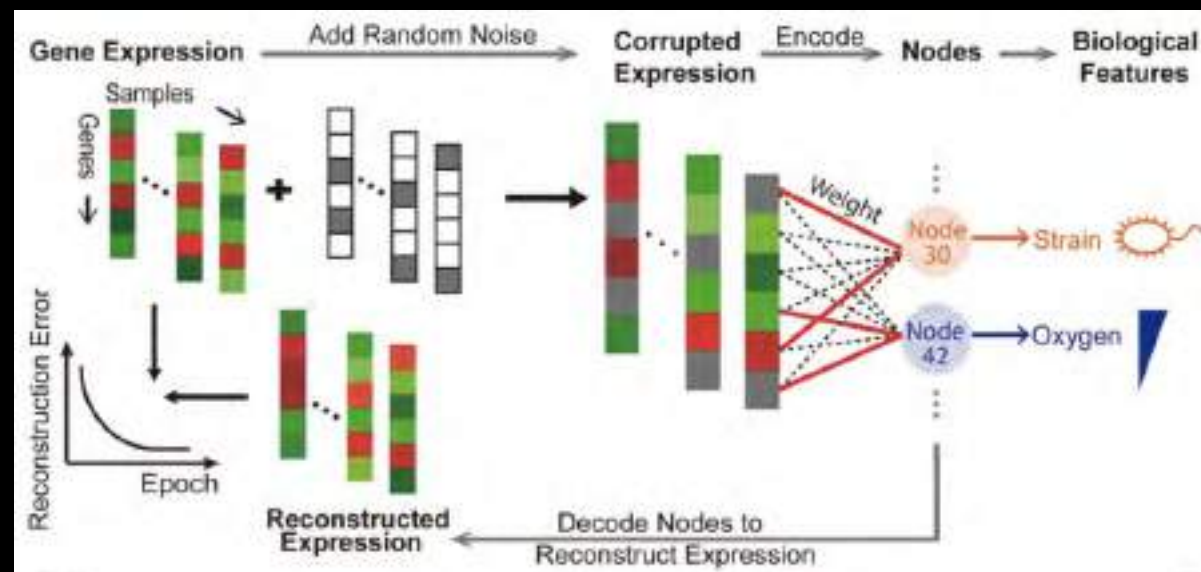 Gene Expression
Add Random Noise
Corrupted
Expression
Encode
Nodes
Biological
Features
Samples
Genes
Weight
Node
30
Strain
Node
42
Oxygen
Reconstruction Error
Epoch
Reconstructed
Expression
Decode Nodes to
Reconstruct Expression